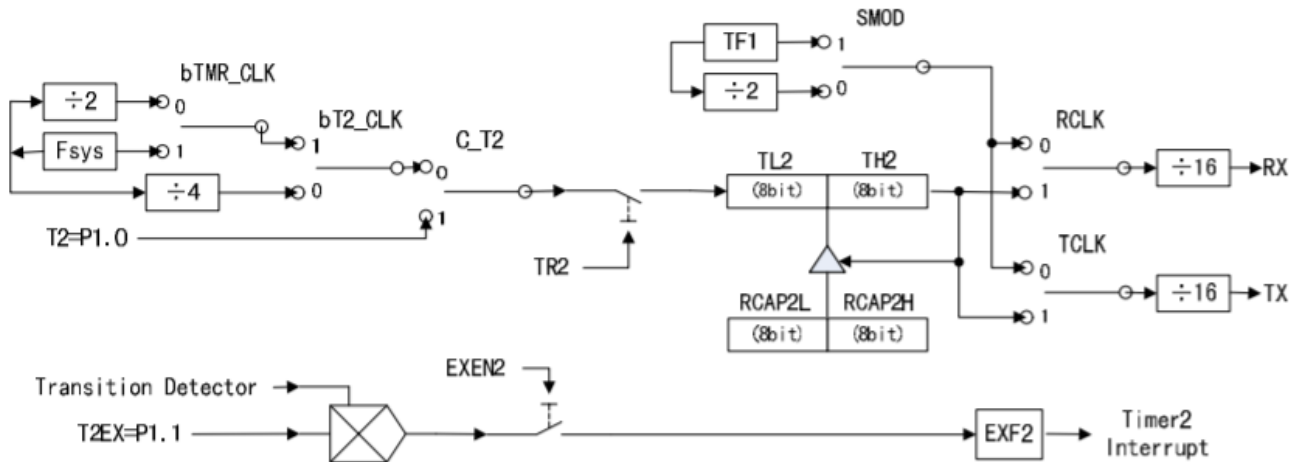 SMOD
TF1
1
bTMR_CLK
÷2
0
÷2
0
bT2_CLK
C_T2
RCLK
Fsys
1
1
0
TL2
TH2
0
÷16
RX
÷4
0
(8bit)
(8bit)
1
1
T2=P1.0
TCLK
TR2
0
÷16
TX
RCAP2L
RCAP2H
1
(8bit)
(8bit)
EXEN2
Transition Detector
T2EX=P1.1
EXF2
Timer2
Interrupt